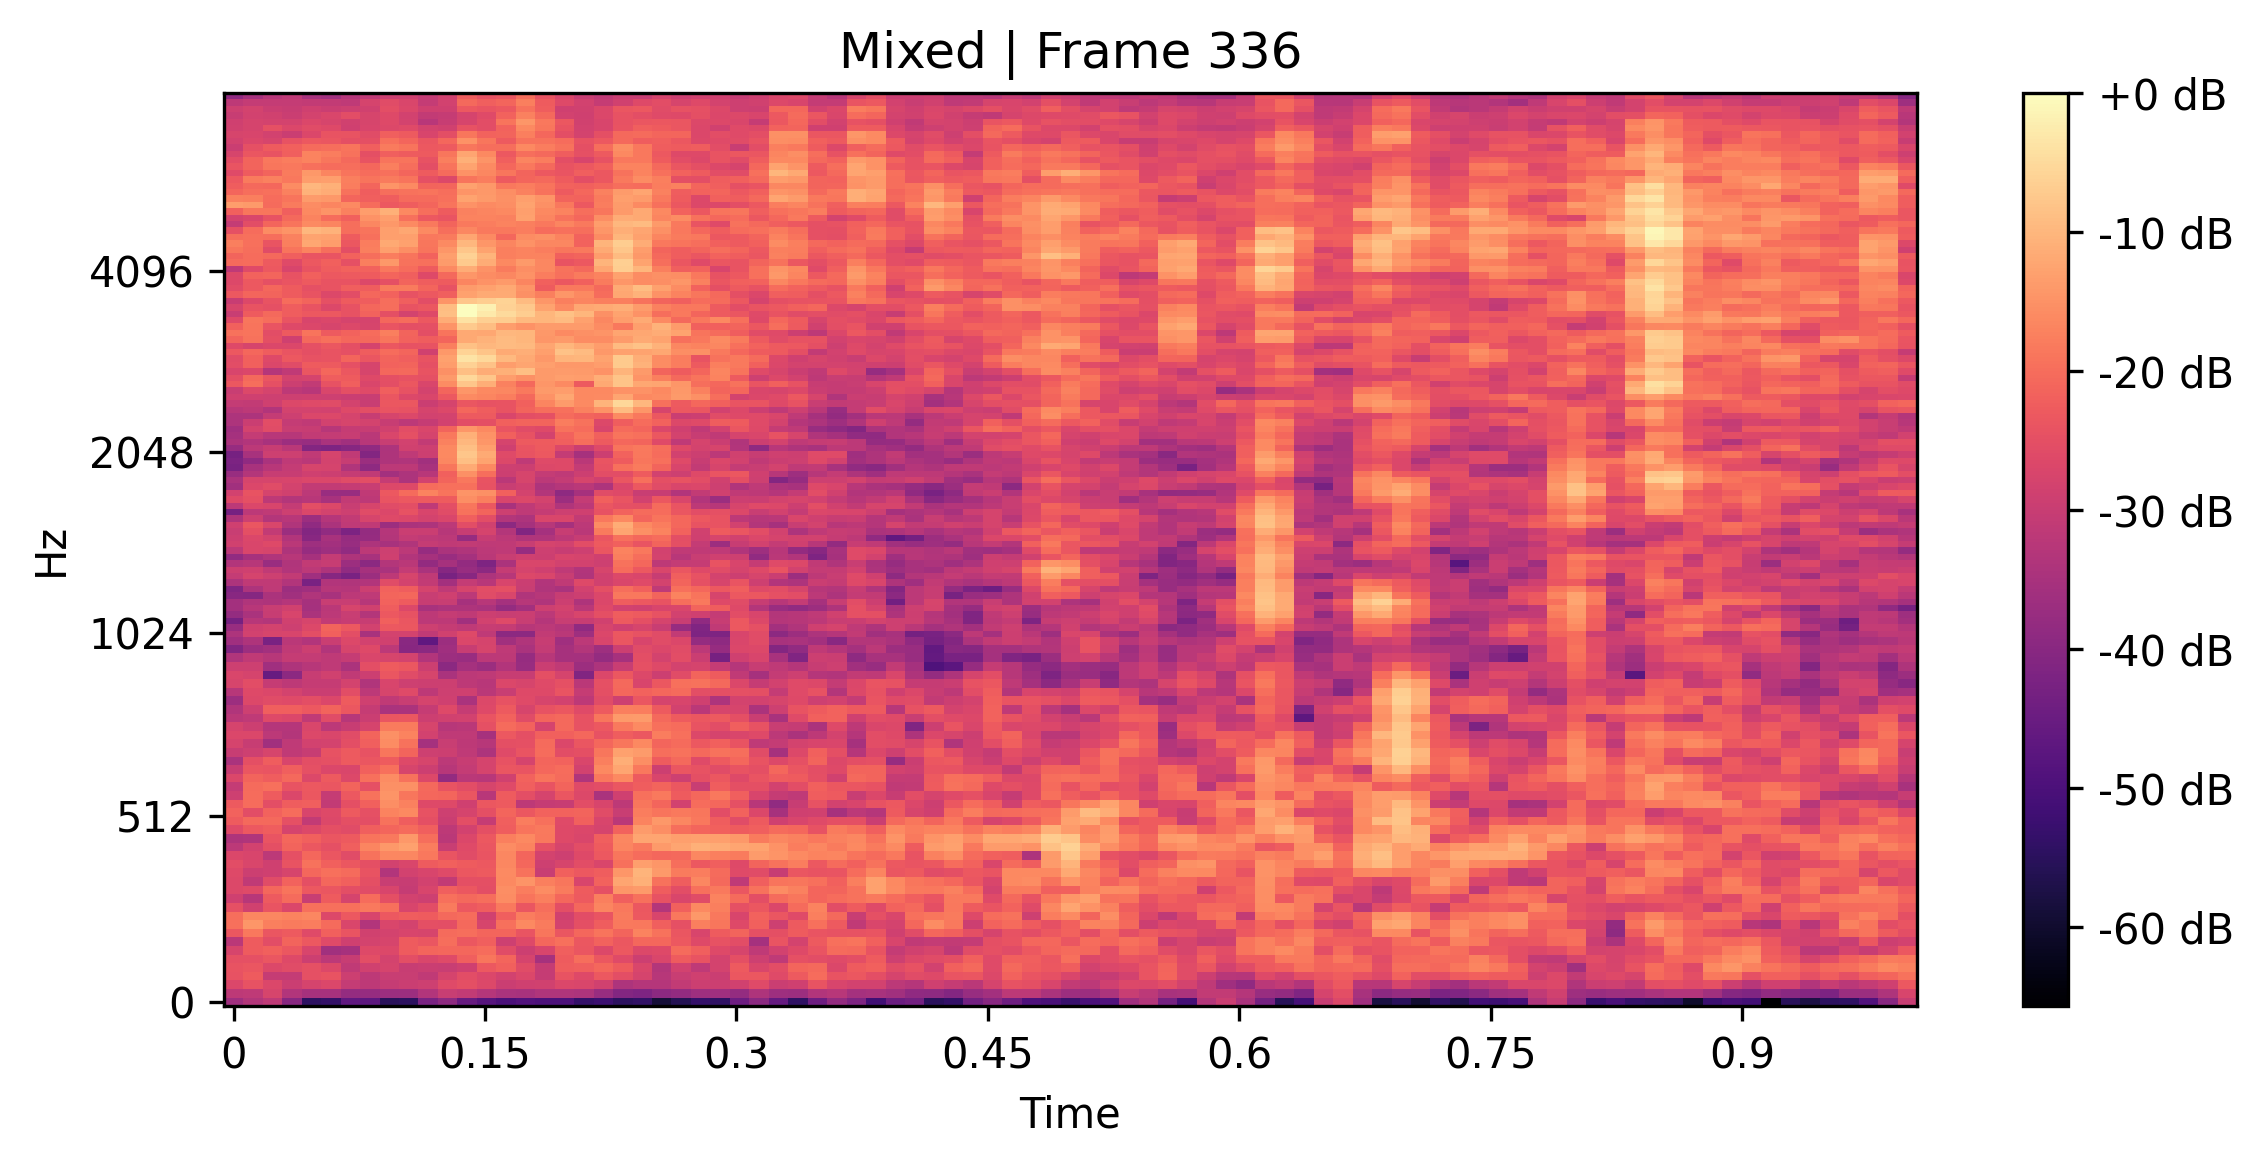 Mixed | Frame 336
Hz
4096
2048
1024
512
0
0
0.15
0.3
0.45
0.6
0.75
0.9
Time
+0 dB
-10 dB
-20 dB
-30 dB
-40 dB
-50 dB
-60 dB